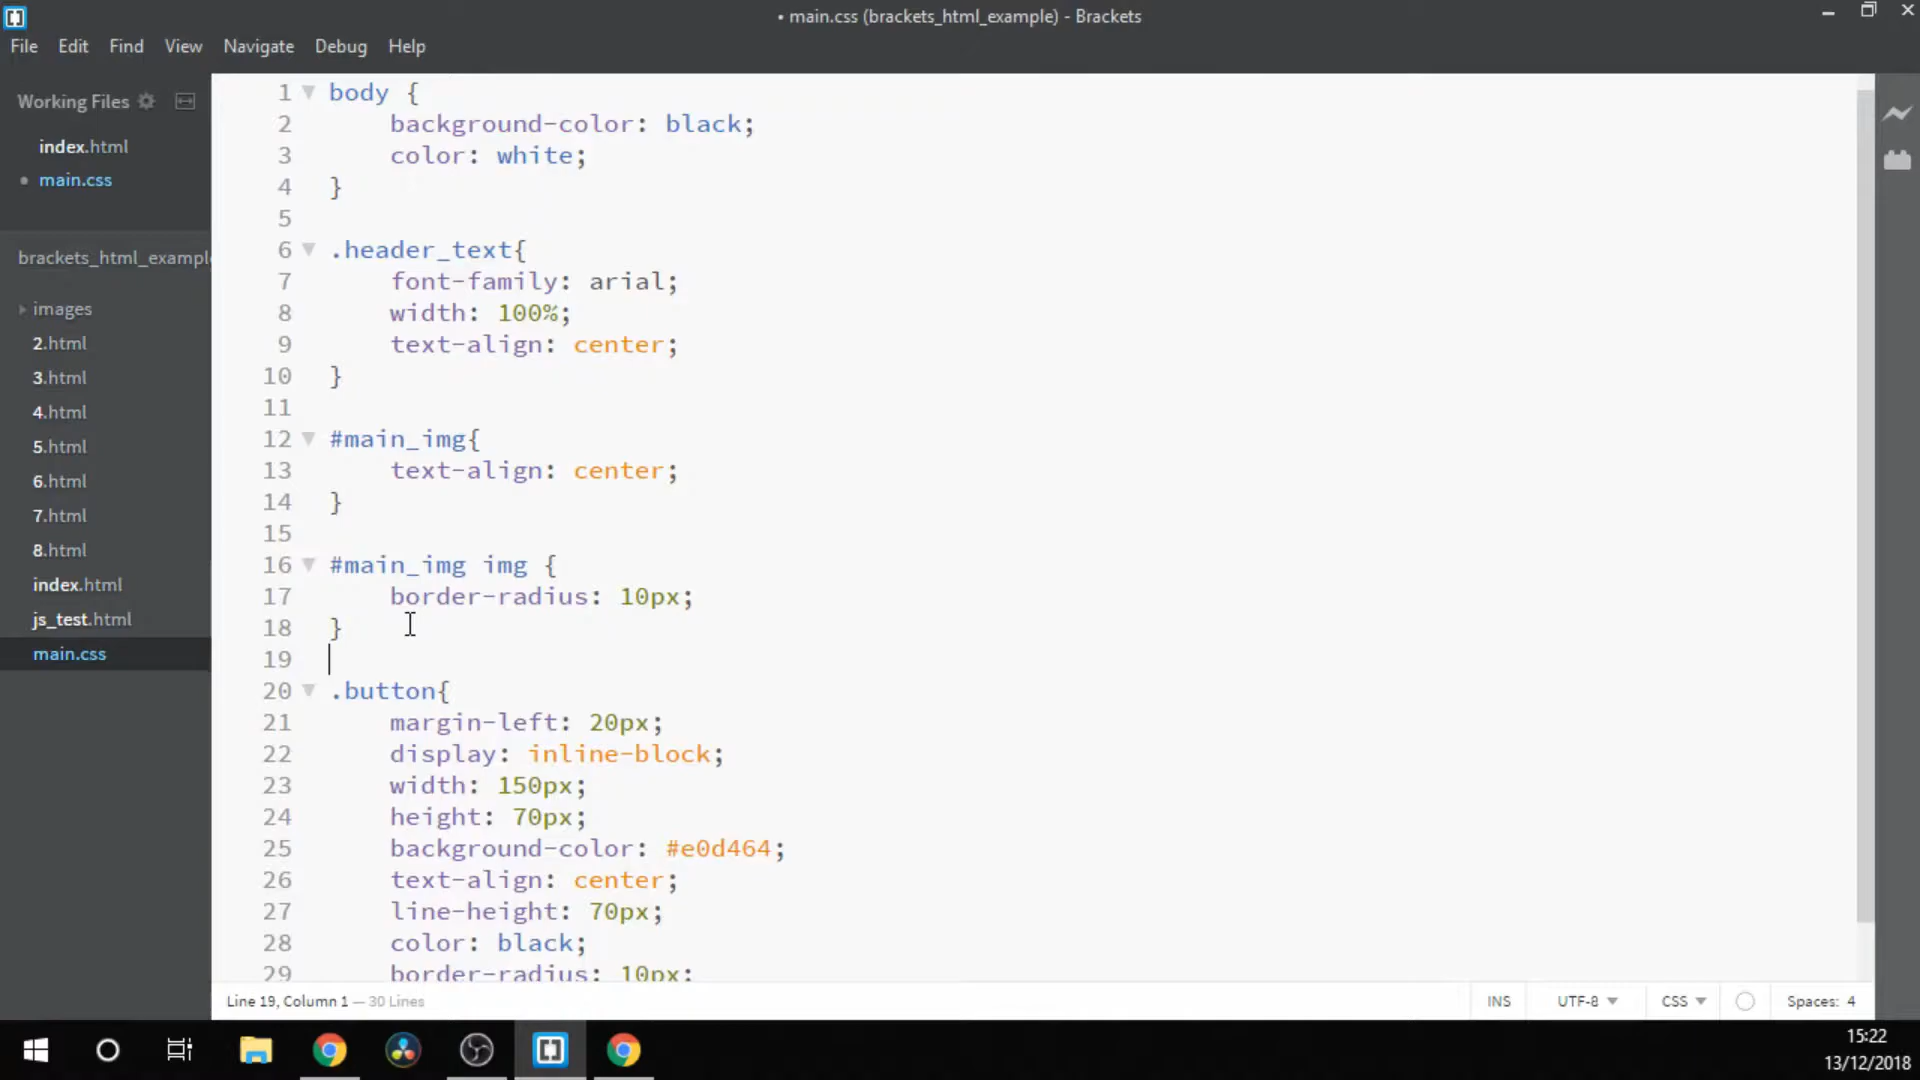 • main.css (brackets_html_example) - Brackets
File Edit Find View Navigate Debug Help
Working Files
index.html
• main.css
brackets_html_exampl
images
2.html
3.html
4.html
5.html
6.html
7.html
8.html
index.html
js_test.html
main.css
1 body {
2 background-color: black;
3 color: white;
4 }
5
6 .header_text{
7 font-family: arial;
8 width: 100%;
9 text-align: center;
10 }
11
12 #main_img{
13 text-align: center;
14 }
15
16 #main_img img {
17 border-radius: 10px;
18 }
19
20 .button{
21 margin-left: 20px;
22 display: inline-block;
23 width: 150px;
24 height: 70px;
25 background-color: #e0d464;
26 text-align: center;
27 line-height: 70px;
28 color: black;
29 border-radius: 10px;
Line 19, Column 1 — 30 Lines
INS UTF-8 CSS Spaces: 4
15:22
13/12/2018